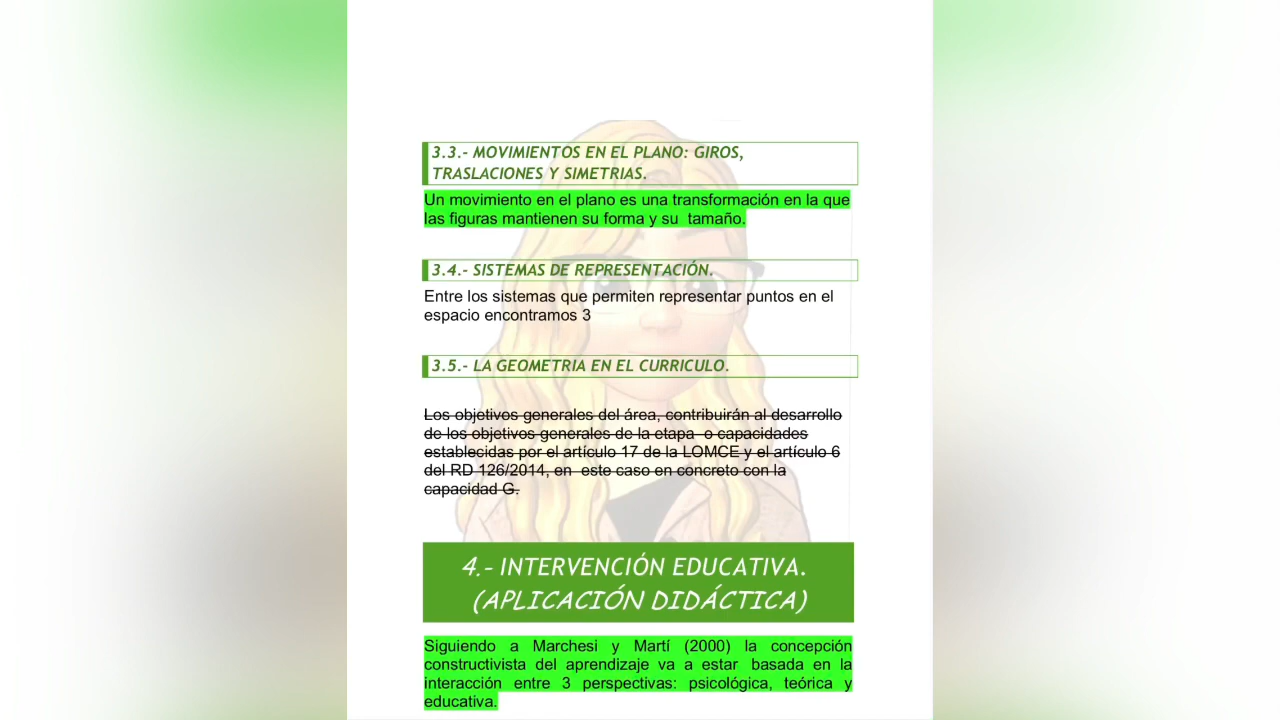 3.3.- MOVIMIENTOS EN EL PLANO: GIROS,
TRASLACIONES Y SIMETRIAS.
Un movimiento en el plano es una transformación en la que
las figuras mantienen su forma y su  tamaño.
3.4.- SISTEMAS DE REPRESENTACIÓN.
Entre los sistemas que permiten representar puntos en el
espacio encontramos 3
3.5.- LA GEOMETRIA EN EL CURRICULO.
Los objetivos generales del área, contribuirán al desarrollo
de los objetivos generales de la etapa  o capacidades
establecidas por el artículo 17 de la LOMCE y el artículo 6
del RD 126/2014, en  este caso en concreto con la
capacidad G.
4.- INTERVENCIÓN EDUCATIVA.
(APLICACIÓN DIDÁCTICA)
Siguiendo a Marchesi y Martí (2000) la concepción
constructivista del aprendizaje va a estar  basada en la
interacción entre 3 perspectivas: psicológica, teórica y
educativa.